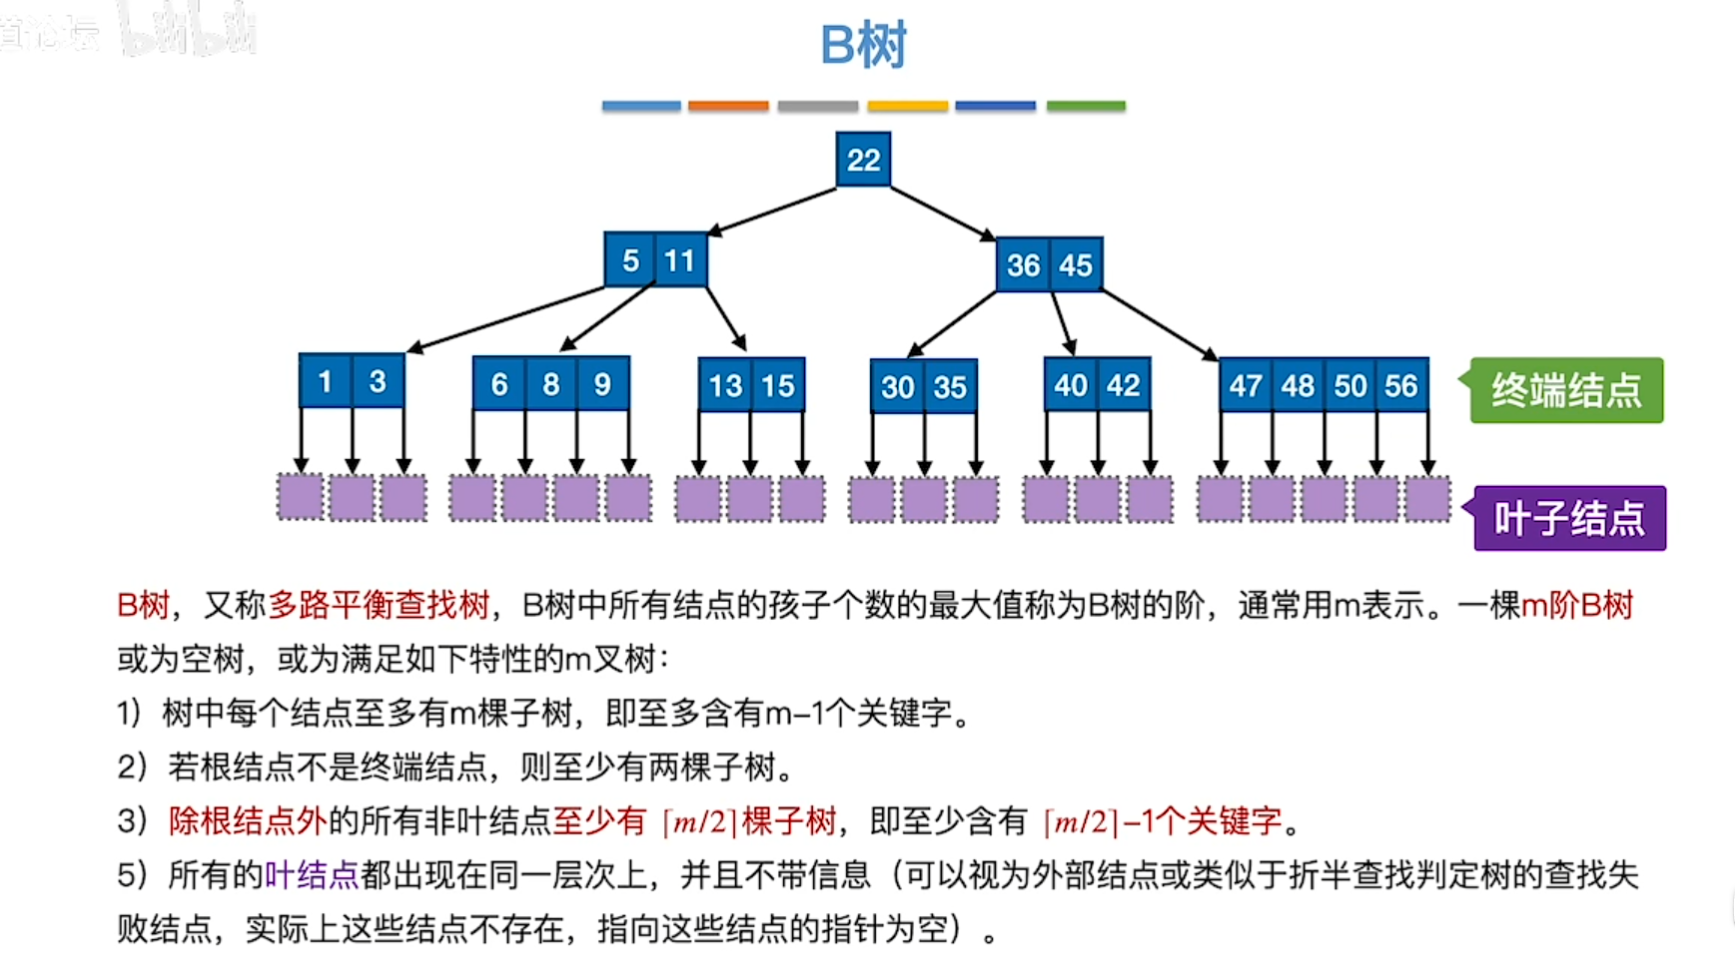 道论坛 bilibili
B树
22
5 11
36 45
1 3
6 8 9
13 15
30 35
40 42
47 48 50 56
终端结点
叶子结点
B树，又称多路平衡查找树，B树中所有结点的孩子个数的最大值称为B树的阶，通常用m表示。一棵m阶B树
或为空树，或为满足如下特性的m叉树：
1）树中每个结点至多有m棵子树，即至多含有m–1个关键字。
2）若根结点不是终端结点，则至少有两棵子树。
3）除根结点外的所有非叶结点至少有 ⌈m/2⌉棵子树，即至少含有 ⌈m/2⌉–1个关键字。
5）所有的叶结点都出现在同一层次上，并且不带信息（可以视为外部结点或类似于折半查找判定树的查找失
败结点，实际上这些结点不存在，指向这些结点的指针为空）。